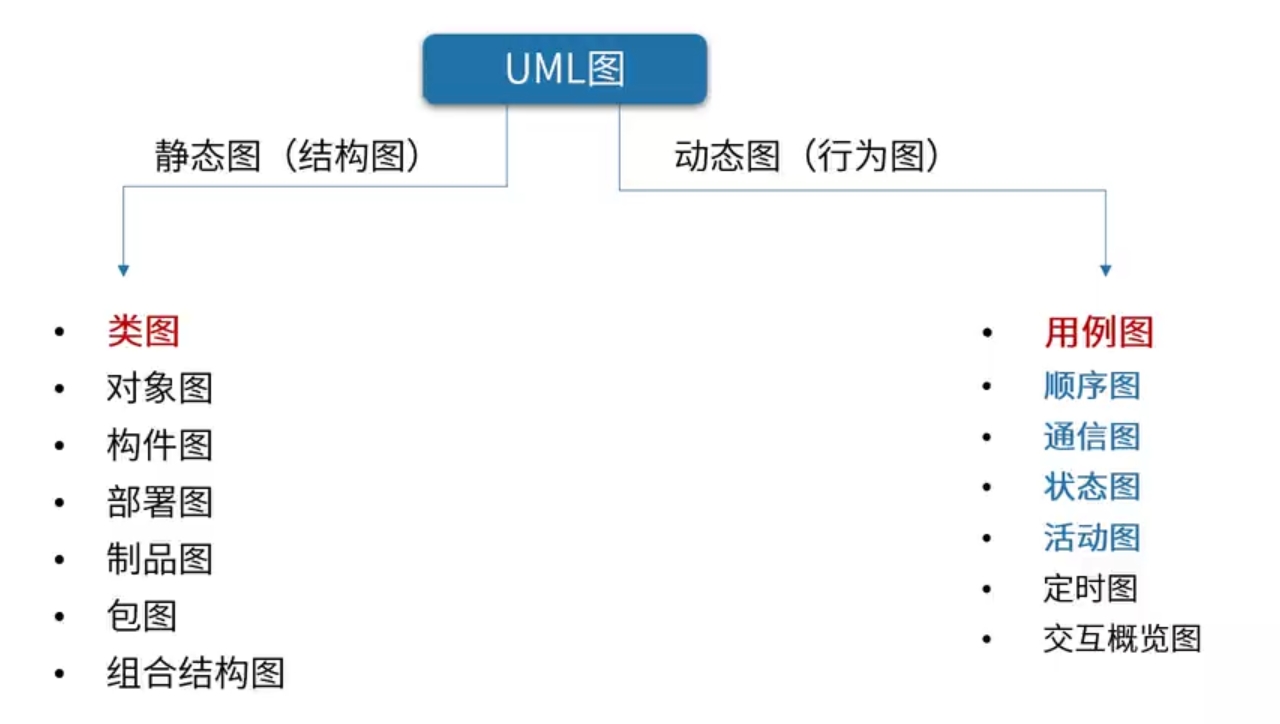 UML图
静态图（结构图）
动态图（行为图）
• 类图
• 对象图
• 构件图
• 部署图
• 制品图
• 包图
• 组合结构图
• 用例图
• 顺序图
• 通信图
• 状态图
• 活动图
• 定时图
• 交互概览图